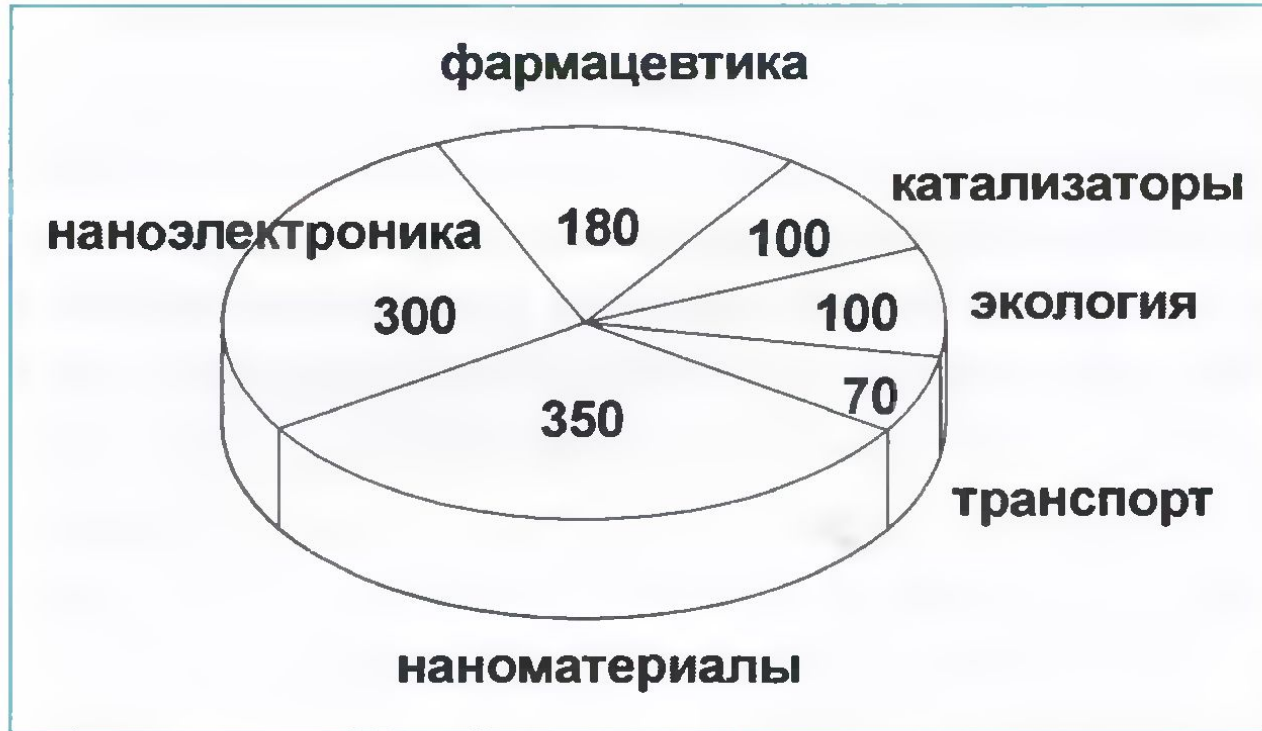 фармацевтика
катализаторы
наноэлектроника
180
100
300
100
экология
350
70
транспорт
наноматериалы